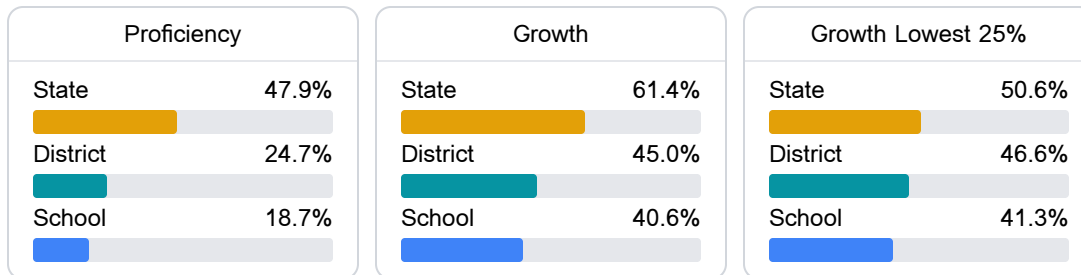 Proficiency
State 47.9%
District 24.7%
School 18.7%
Growth
State 61.4%
District 45.0%
School 40.6%
Growth Lowest 25%
State 50.6%
District 46.6%
School 41.3%